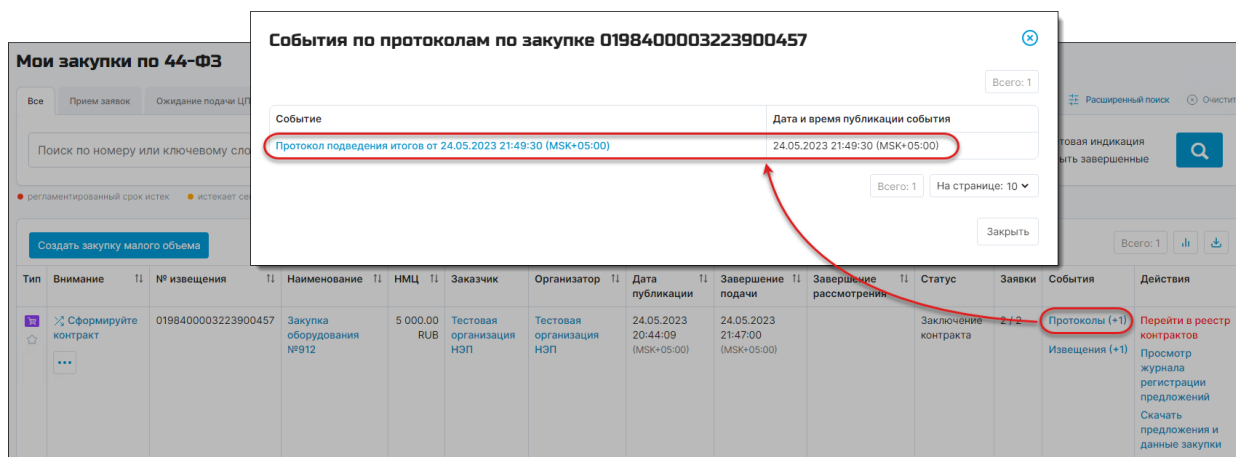 События по протоколам по закупке 0198400003223900457
Всего: 1
Событие Дата и время публикации события
Протокол подведения итогов от 24.05.2023 21:49:30 (MSK+05:00) 24.05.2023 21:49:30 (MSK+05:00)
Всего: 1 На странице: 10
Закрыть
Мои закупки по 44-ФЗ
Все Прием заявок Ожидание подачи ЦП Расширенный поиск Очистит
Поиск по номеру или ключевому сло товая индикация
ыть завершенные
регламентированный срок истек истекает се
Создать закупку малого объема Всего: 1
Тип Внимание № извещения Наименование НМЦ Заказчик Организатор Дата публикации Завершение подачи Завершение рассмотрения Статус Заявки События Действия
Сформируйте контракт 0198400003223900457 Закупка оборудования №912 5 000.00 RUB Тестовая организация НЭП Тестовая организация НЭП 24.05.2023 20:44:09 (MSK+05:00) 24.05.2023 21:47:00 (MSK+05:00) Заключение контракта 2 / 2 Протоколы (+1) Перейти в реестр контрактов
Извещения (+1) Просмотр журнала регистрации предложений
Скачать предложения и данные закупки